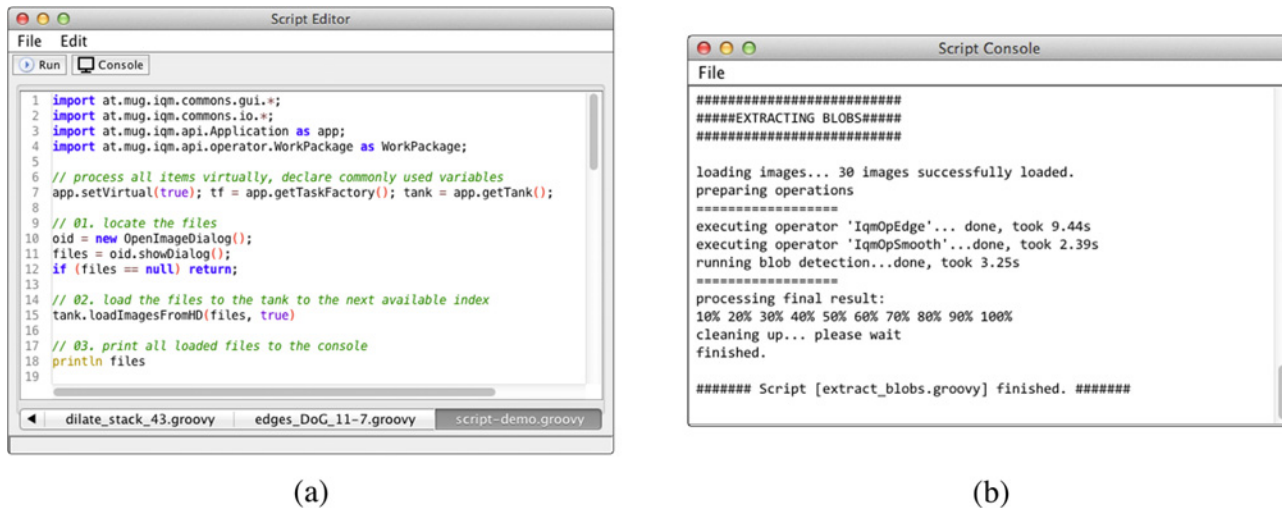 Script Editor
File Edit
Run Console
1 import at.mug.iqm.commons.gui.*;
2 import at.mug.iqm.commons.io.*;
3 import at.mug.iqm.api.Application as app;
4 import at.mug.iqm.api.operator.WorkPackage as WorkPackage;
5
6 // process all items virtually, declare commonly used variables
7 app.setVirtual(true); tf = app.getTaskFactory(); tank = app.getTank();
8
9 // 01. locate the files
10 oid = new OpenImageDialog();
11 files = oid.showDialog();
12 if (files == null) return;
13
14 // 02. load the files to the tank to the next available index
15 tank.loadImagesFromHD(files, true)
16
17 // 03. print all loaded files to the console
18 println files
19
dilate_stack_43.groovy edges_DoG_11-7.groovy script-demo.groovy
(a)
Script Console
File
##########################
#####EXTRACTING BLOBS#####
##########################
loading images... 30 images successfully loaded.
preparing operations
==================
executing operator 'IqmOpEdge'... done, took 9.44s
executing operator 'IqmOpSmooth'...done, took 2.39s
running blob detection...done, took 3.25s
==================
processing final result:
10% 20% 30% 40% 50% 60% 70% 80% 90% 100%
cleaning up... please wait
finished.
####### Script [extract_blobs.groovy] finished. #######
(b)